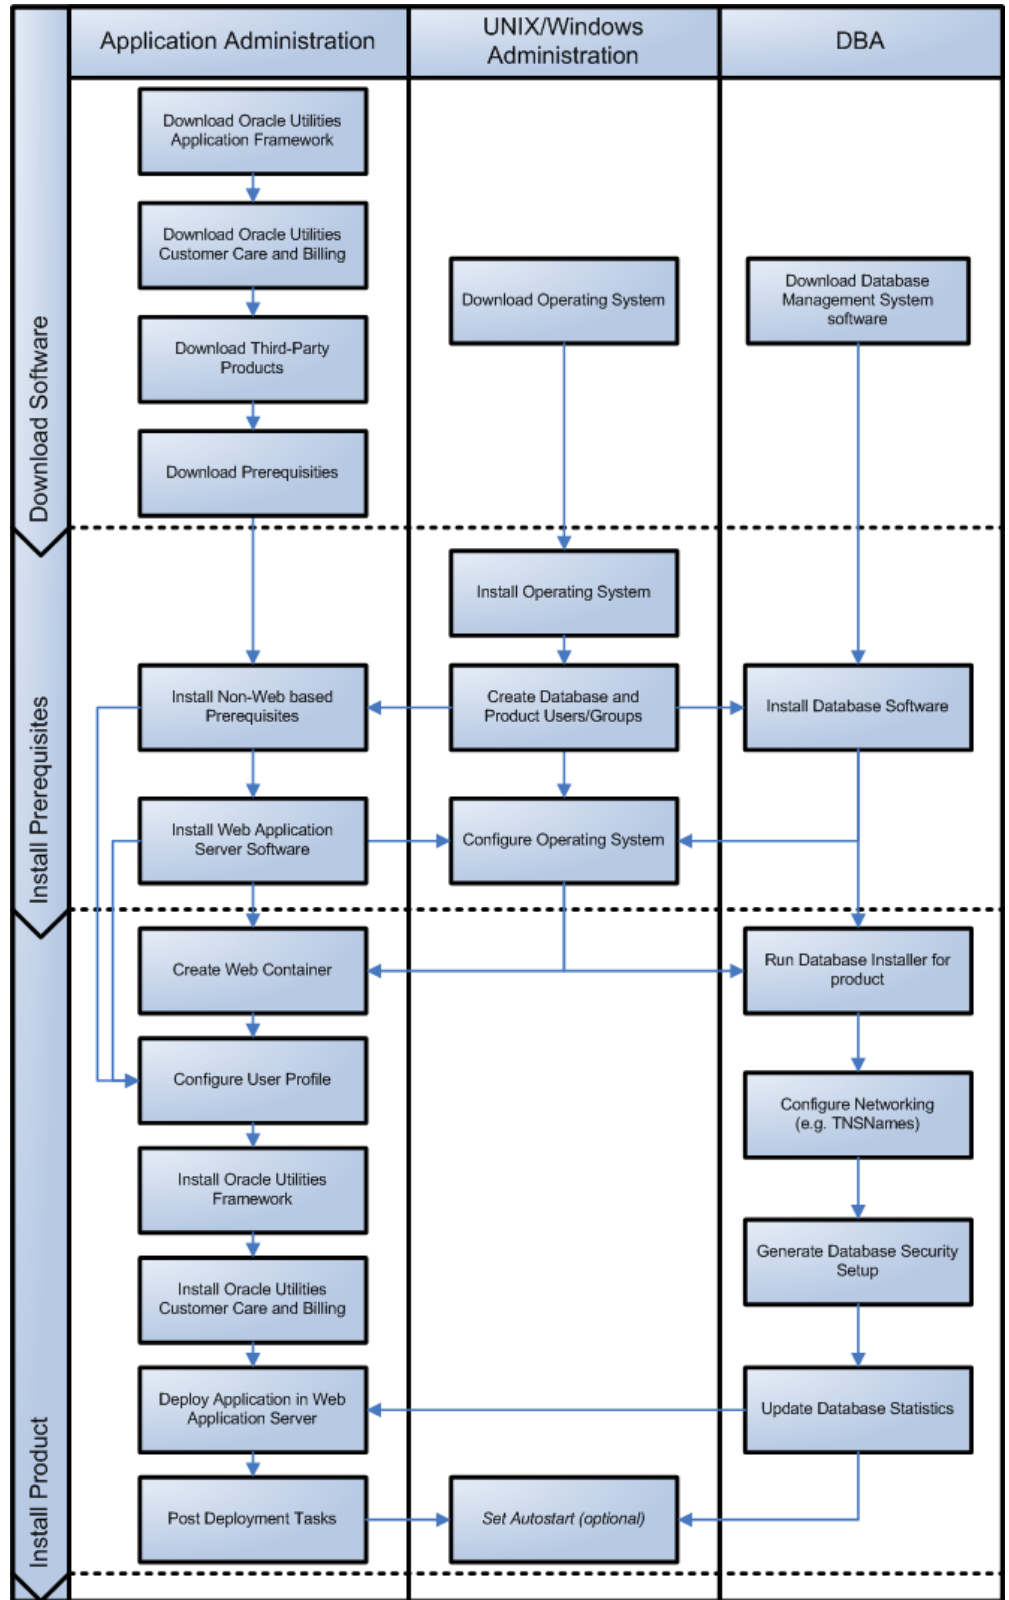 Application Administration
UNIX/Windows
Administration
DBA
Download Software
Download Oracle Utilities
Application Framework
Download Oracle Utilities
Customer Care and Billing
Download Operating System
Download Database
Management System
software
Download Third-Party
Products
Download Prerequisities
Install Prerequisites
Install Operating System
Install Non-Web based
Prerequisites
Create Database and
Product Users/Groups
Install Database Software
Install Web Application
Server Software
Configure Operating System
Install Product
Create Web Container
Run Database Installer for
product
Configure User Profile
Configure Networking
(e.g. TNSNames)
Install Oracle Utilities
Framework
Generate Database Security
Setup
Install Oracle Utilities
Customer Care and Billing
Deploy Application in Web
Application Server
Update Database Statistics
Post Deployment Tasks
Set Autostart (optional)